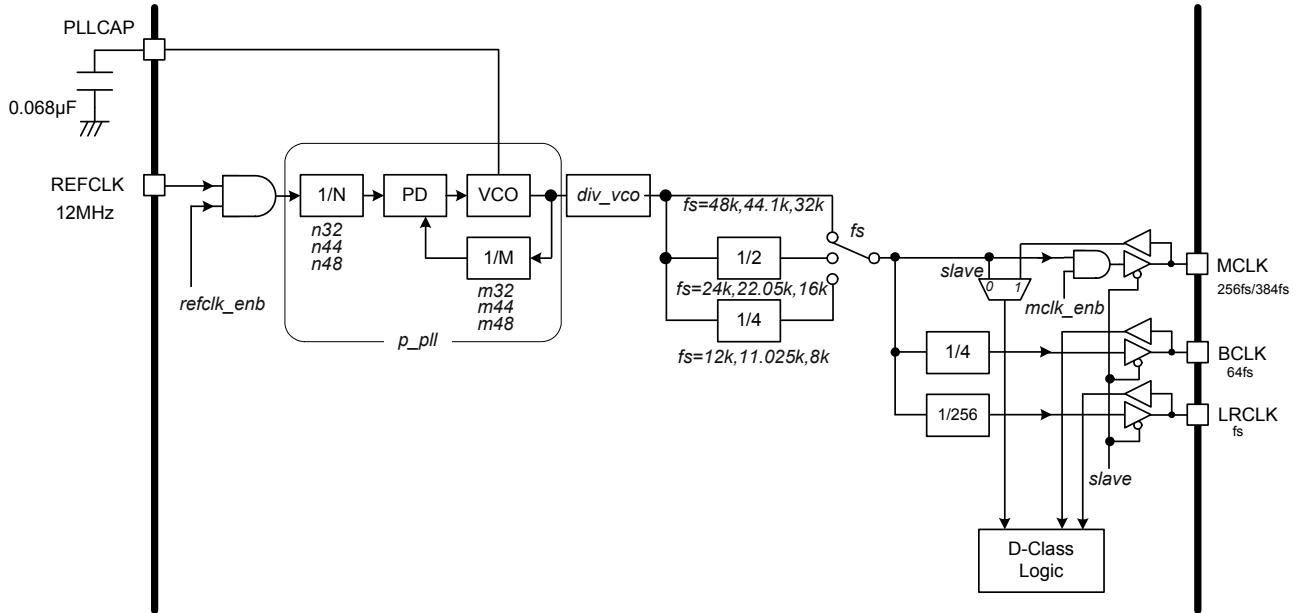 PLLCAP
0.068µF
REFCLK
12MHz
refclk_enb
1/N
n32
n44
n48
PD
VCO
1/M
m32
m44
m48
p_pll
div_vco
fs=48k,44.1k,32k
1/2
fs=24k,22.05k,16k
1/4
fs=12k,11.025k,8k
fs
slave
0 1
mclk_enb
MCLK
256fs/384fs
1/4
BCLK
64fs
1/256
LRCLK
fs
slave
D-Class
Logic